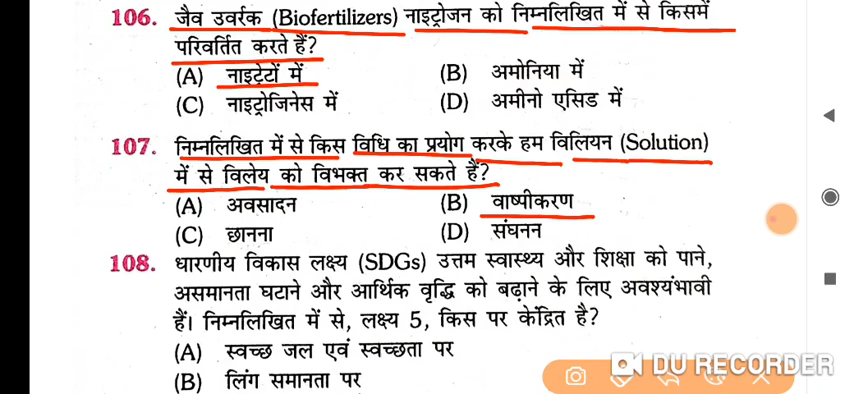 106. जैव उवर्रक (Biofertilizers) नाइट्रोजन को निम्नलिखित में से किसमें
परिवर्तित करते हैं?
(A) नाइट्रेटों में (B) अमोनिया में
(C) नाइट्रोजिनेस में (D) अमीनो एसिड में
107. निम्नलिखित में से किस विधि का प्रयोग करके हम विलियन (Solution)
में से विलेय को विभक्त कर सकते हैं?
(A) अवसादन (B) वाष्पीकरण
(C) छानना (D) संघनन
108. धारणीय विकास लक्ष्य (SDGs) उत्तम स्वास्थ्य और शिक्षा को पाने,
असमानता घटाने और आर्थिक वृद्धि को बढ़ाने के लिए अवश्यंभावी
हैं। निम्नलिखित में से, लक्ष्य 5, किस पर केंद्रित है?
(A) स्वच्छ जल एवं स्वच्छता पर
(B) लिंग समानता पर
DU RECORDER